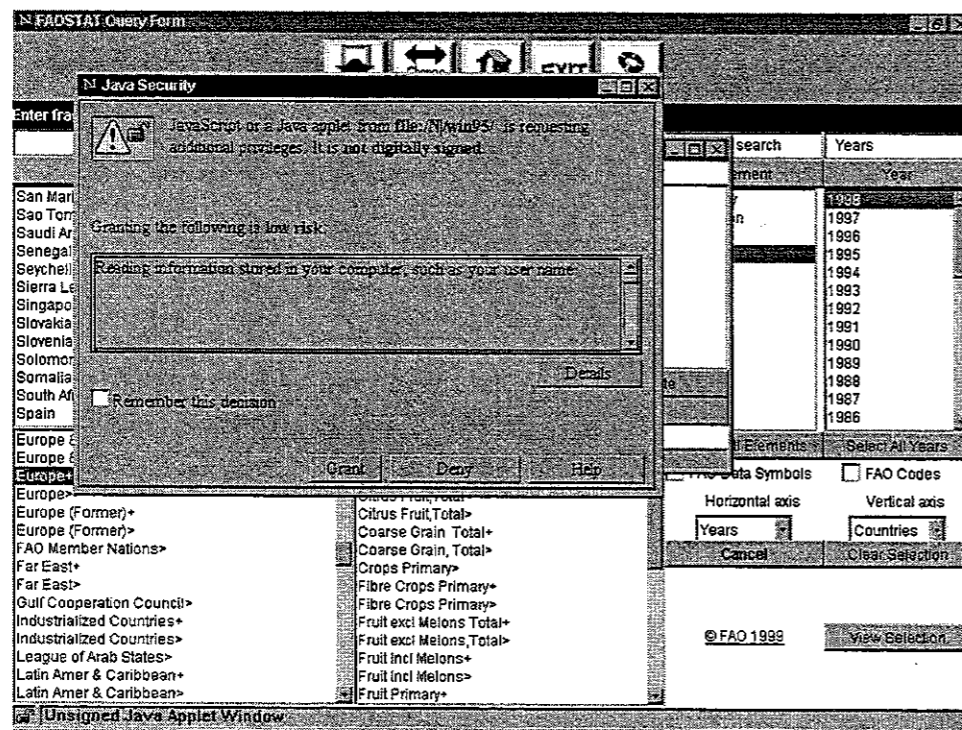 FAOSTAT Query Form
EXIT
Java Security
Enter fra
JavaScript or a Java applet from file:/N|/win95/ is requesting
additional privileges. It is not digitally signed.
search
Years
ement
Year
San Mari
Sao Tom
Saudi Ar
Senegal
Seychell
Sierra Le
Singapo
Slovakia
Slovenia
Solomon
Somalia
South Af
Spain
Granting the following is low risk.
Reading information stored in your computer, such as your user name.
Details
Remember this decision
Grant
Deny
Help
1998
1997
1996
1995
1994
1993
1992
1991
1990
1989
1988
1987
1986
Elements
Select All Years
Europe
Europe
Europe+
Europe>
Europe (Former)+
Europe (Former)>
FAO Member Nations>
Far East+
Far East>
Gulf Cooperation Council>
Industrialized Countries+
Industrialized Countries>
League of Arab States>
Latin Amer & Caribbean+
Latin Amer & Caribbean>
Citrus Fruit,Total>
Coarse Grain Total+
Coarse Grain, Total>
Crops Primary>
Fibre Crops Primary+
Fibre Crops Primary>
Fruit excl Melons Total+
Fruit excl Melons,Total>
Fruit incl Melons+
Fruit incl Melons>
Fruit Primary+
Data Symbols
FAO Codes
Horizontal axis
Vertical axis
Years
Countries
Cancel
Clear Selection
© FAO 1999
View Selection
Unsigned Java Applet Window